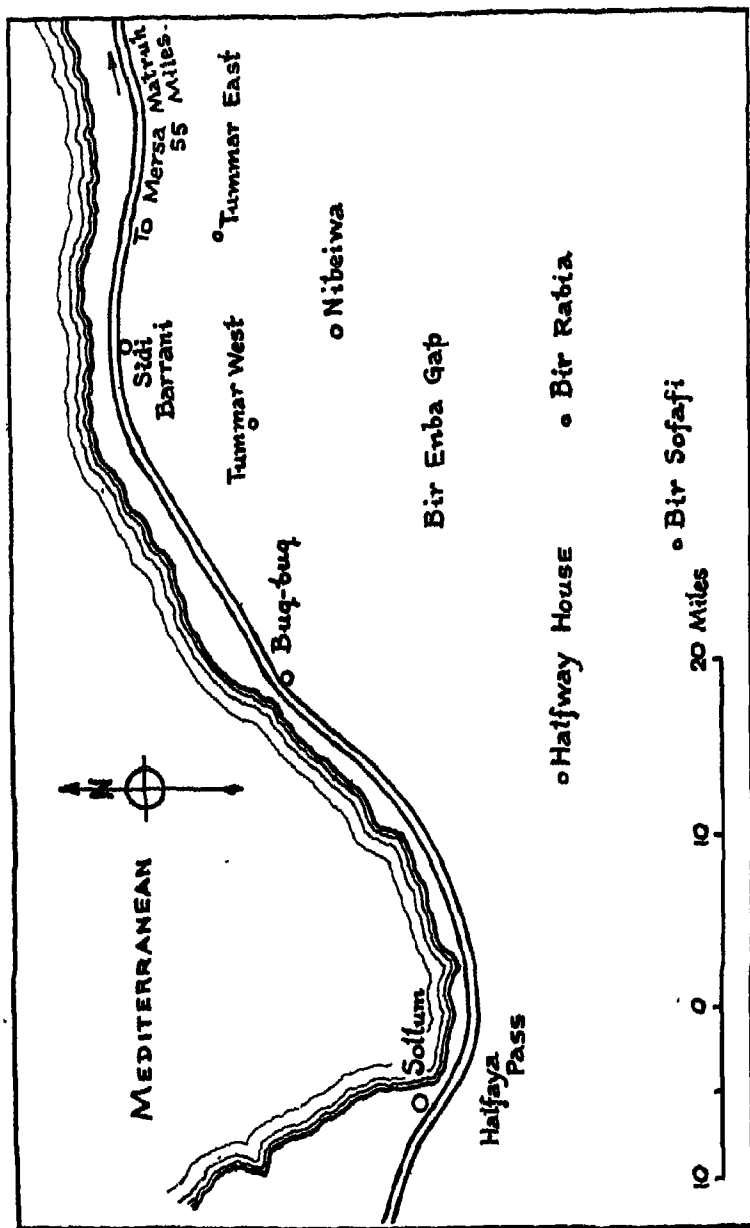 MEDITERRANEAN
N
To Mersa Matruh
55 Miles.
Sidi
Barrani
Tummar East
Tummar West
Buq-buq
Nibeiwa
Sollum
Bir Enba Gap
Halfaya
Pass
Halfway House
Bir Rabia
Bir Sofafi
10 0 10 20 Miles